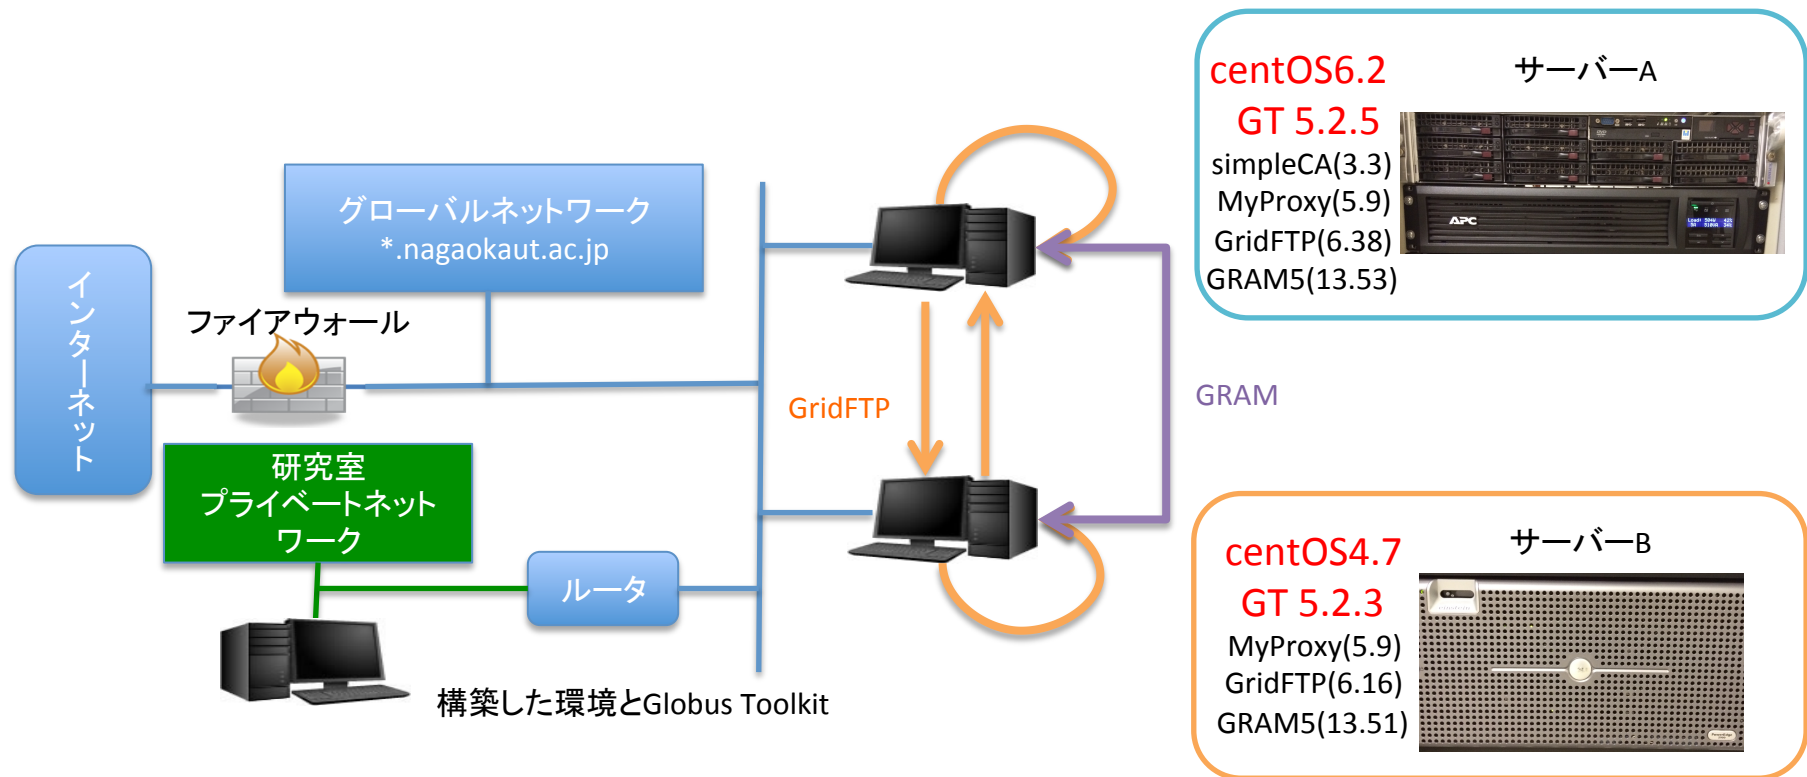 centOS6.2
サーバーA
GT 5.2.5
simpleCA(3.3)
MyProxy(5.9)
GridFTP(6.38)
GRAM5(13.53)
APC
グローバルネットワーク
*.nagaokaut.ac.jp
インターネット
ファイアウォール
GridFTP
GRAM
研究室
プライベートネット
ワーク
ルータ
centOS4.7
サーバーB
GT 5.2.3
MyProxy(5.9)
GridFTP(6.16)
GRAM5(13.51)
構築した環境とGlobus Toolkit